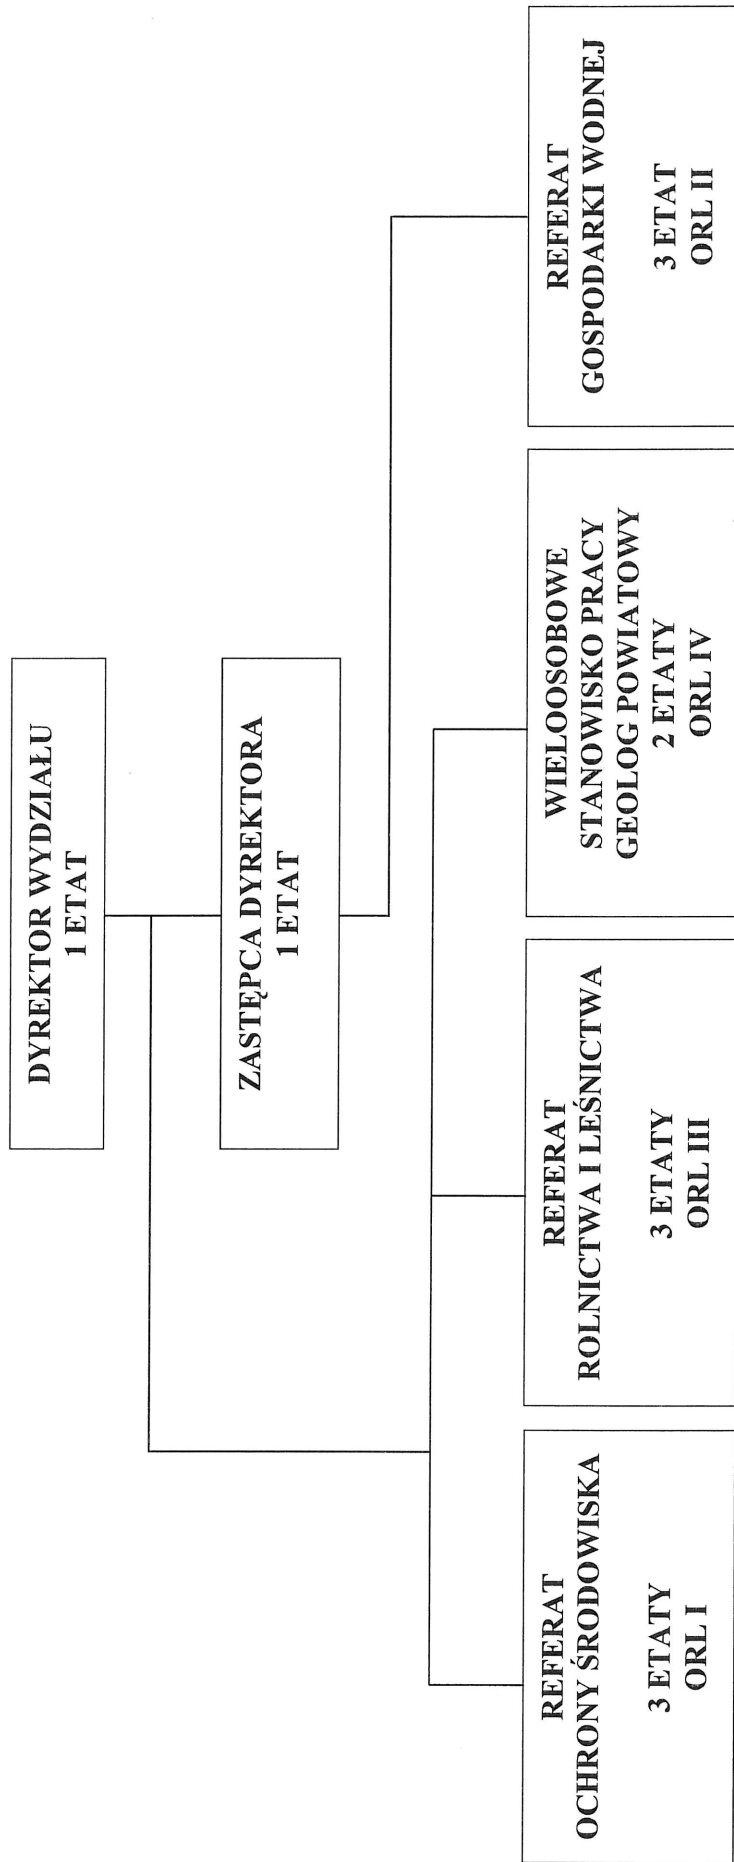 DYREKTOR WYDZIAŁU
1 ETAT
ZASTĘPCA DYREKTORA
1 ETAT
REFERAT
OCHRONY ŚRODOWISKA
3 ETATY
ORL I
REFERAT
ROLNICTWA I LEŚNICTWA
3 ETATY
ORL III
WIELOOSOBOWE
STANOWISKO PRACY
GEOLOG POWIATOWY
2 ETATY
ORL IV
REFERAT
GOSPODARKI WODNEJ
3 ETAT
ORL II